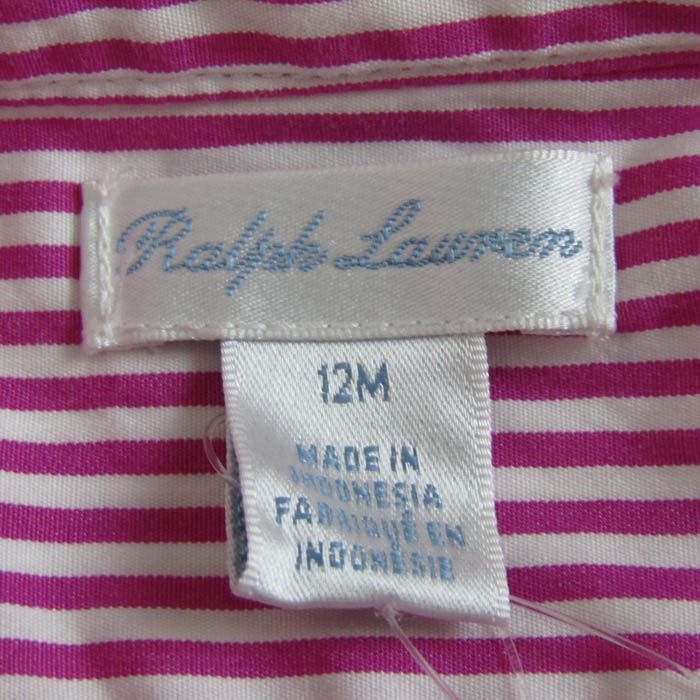 Ralph Lauren
12M
MADE IN
INDONESIA
FABRIQUÉ EN
INDONÉSIE